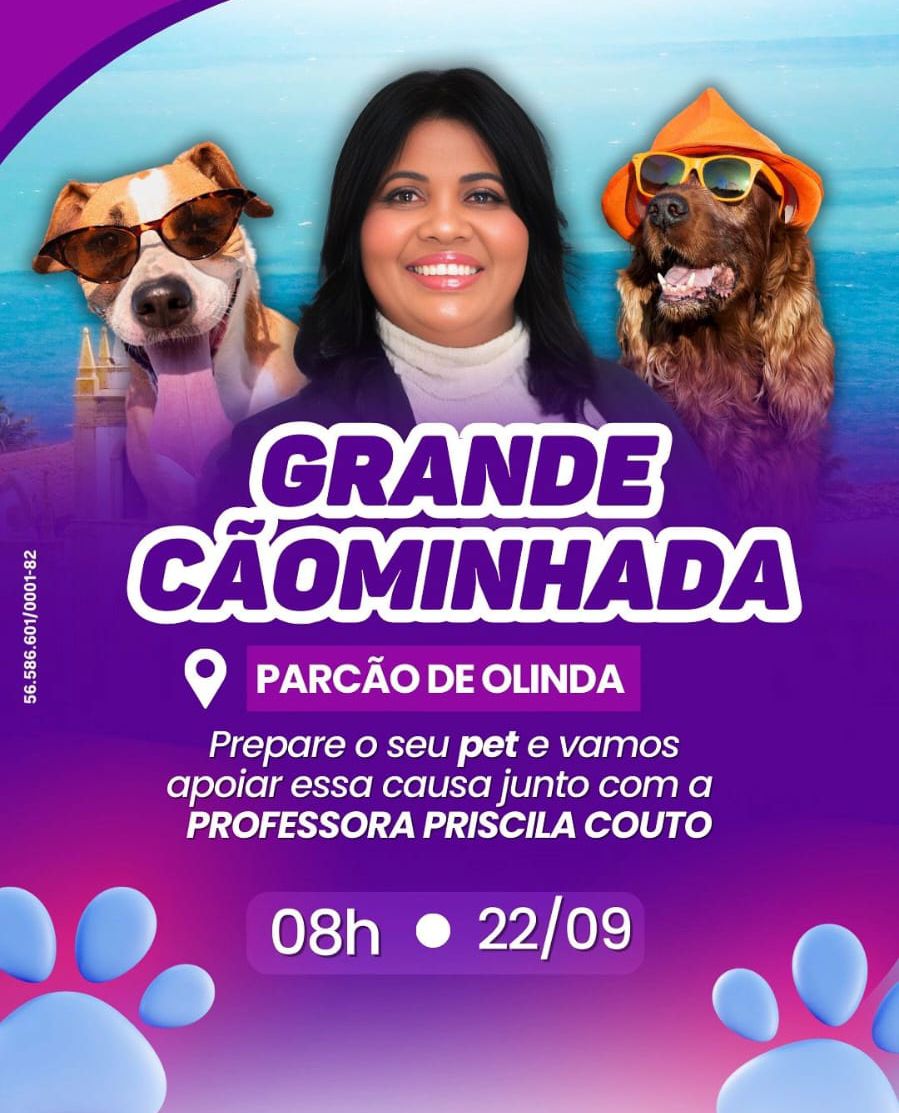 GRANDE
CÃOMINHADA
PARCÃO DE OLINDA
Prepare o seu pet e vamos
apoiar essa causa junto com a
PROFESSORA PRISCILA COUTO
08h
22/09
56.586.601/0001-82